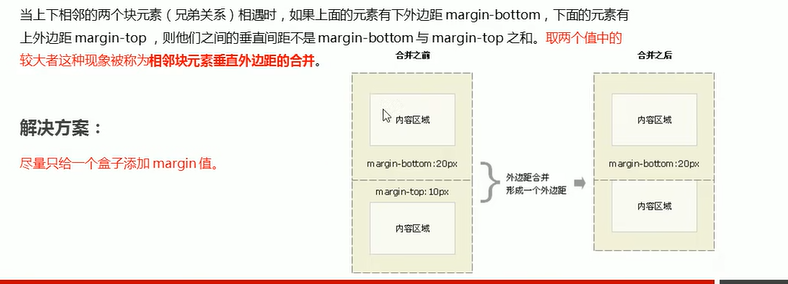 当上下相邻的两个块元素（兄弟关系）相遇时，如果上面的元素有下外边距 margin-bottom，下面的元素有
上外边距 margin-top ，则他们之间的垂直间距不是 margin-bottom 与 margin-top 之和。取两个值中的
较大者这种现象被称为相邻块元素垂直外边距的合并。
解决方案：
尽量只给一个盒子添加 margin 值。
合并之前
内容区域
margin-bottom:20px
margin-top:10px
内容区域
外边距合并
形成一个外边距
合并之后
内容区域
margin-bottom:20px
内容区域